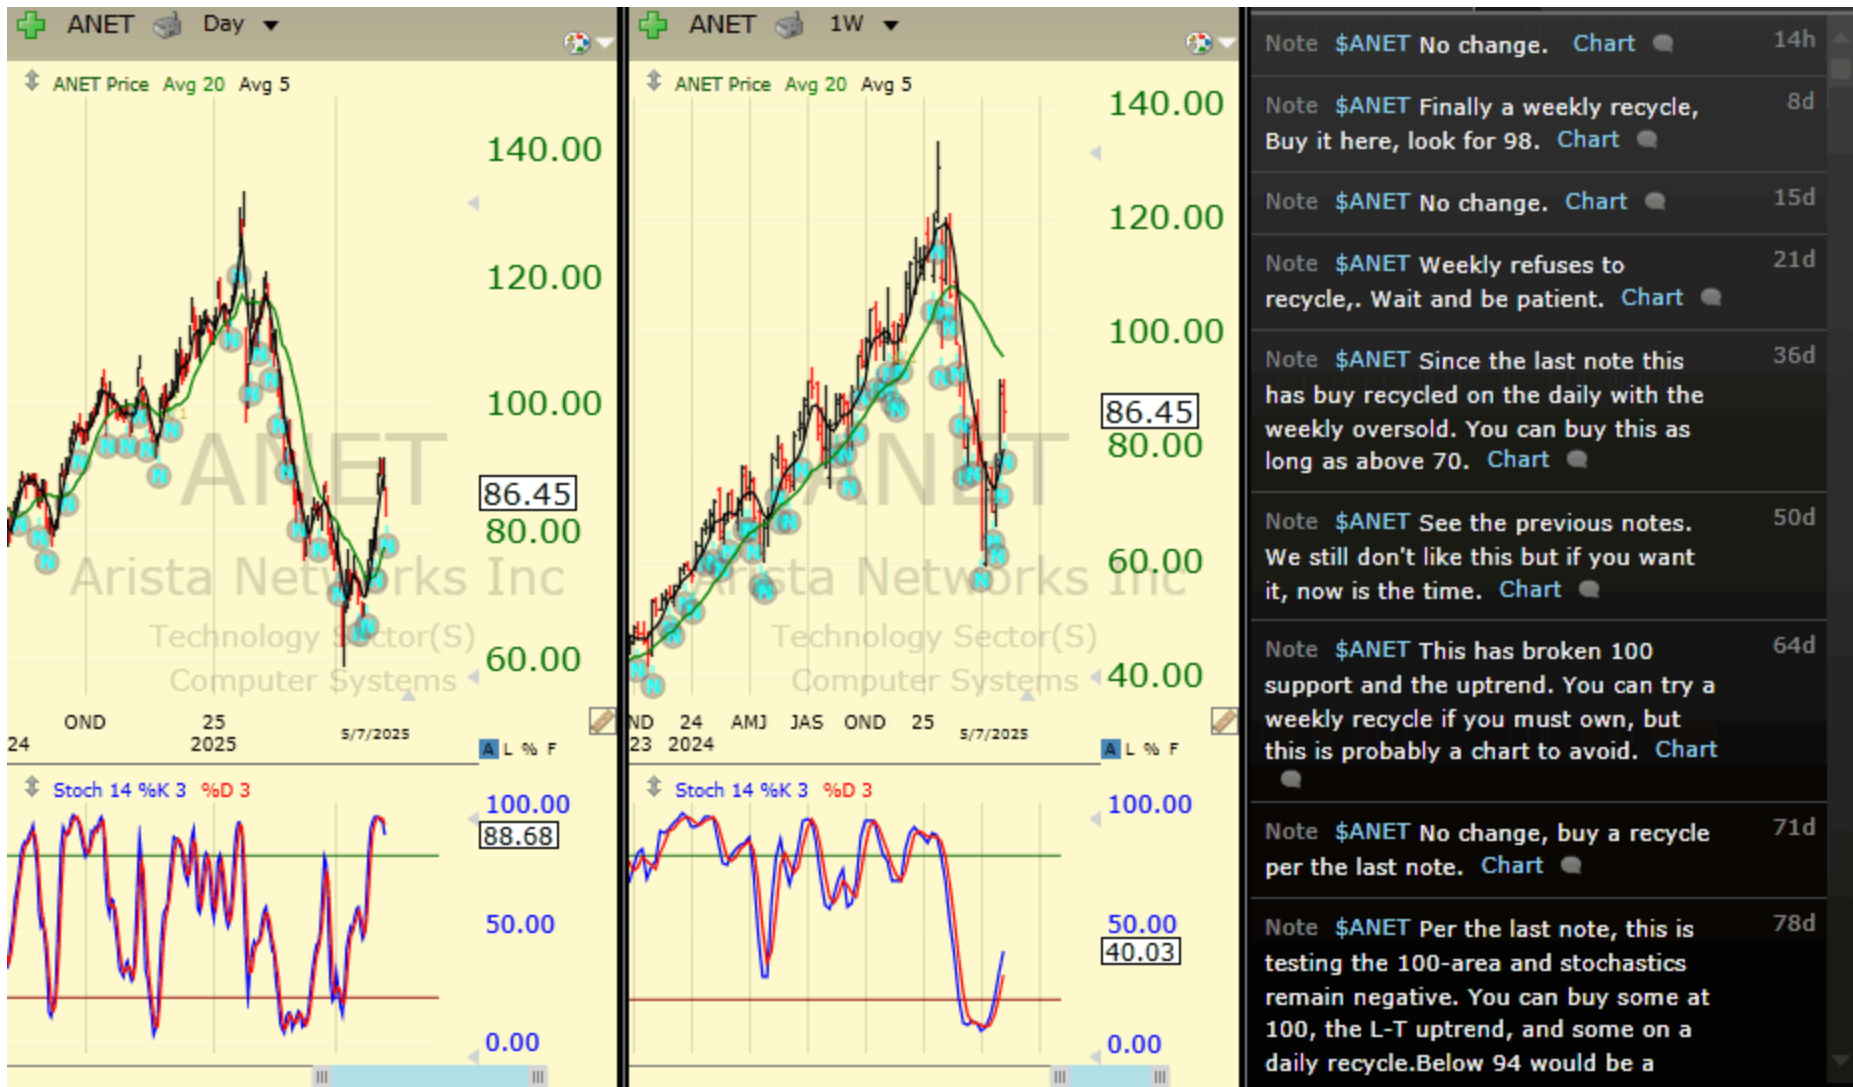 ANET Day
ANET Price Avg 20 Avg 5
140.00
120.00
100.00
86.45
80.00
60.00
ANET
Arista Networks Inc
Technology Sector(S)
Computer Systems
OND 25
24 2025 5/7/2025
A L % F
Stoch 14 %K 3 %D 3
100.00
88.68
50.00
0.00
ANET 1W
ANET Price Avg 20 Avg 5
140.00
120.00
100.00
86.45
80.00
60.00
40.00
ANET
Arista Networks Inc
Technology Sector(S)
Computer Systems
ND 24 AMJ JAS OND 25
23 2024 5/7/2025
A L % F
Stoch 14 %K 3 %D 3
100.00
50.00
40.03
0.00
Note $ANET No change. Chart 14h
Note $ANET Finally a weekly recycle, 8d
Buy it here, look for 98. Chart
Note $ANET No change. Chart 15d
Note $ANET Weekly refuses to 21d
recycle,. Wait and be patient. Chart
Note $ANET Since the last note this 36d
has buy recycled on the daily with the
weekly oversold. You can buy this as
long as above 70. Chart
Note $ANET See the previous notes. 50d
We still don't like this but if you want
it, now is the time. Chart
Note $ANET This has broken 100 64d
support and the uptrend. You can try a
weekly recycle if you must own, but
this is probably a chart to avoid. Chart
Note $ANET No change, buy a recycle 71d
per the last note. Chart
Note $ANET Per the last note, this is 78d
testing the 100-area and stochastics
remain negative. You can buy some at
100, the L-T uptrend, and some on a
daily recycle.Below 94 would be a